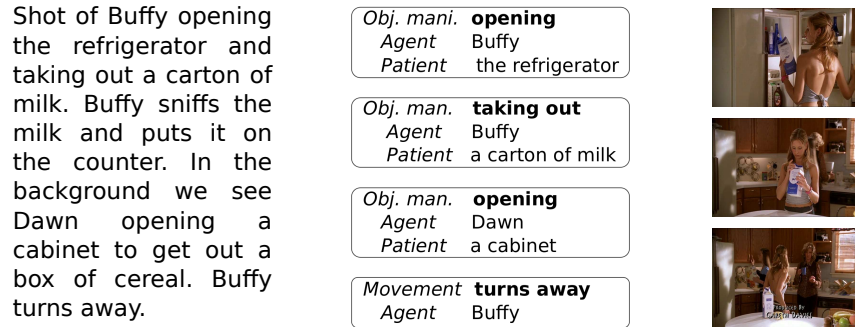 Shot of Buffy opening
the refrigerator and
taking out a carton of
milk. Buffy sniffs the
milk and puts it on
the counter. In the
background we see
Dawn opening a
cabinet to get out a
box of cereal. Buffy
turns away.
Obj. mani. opening
Agent Buffy
Patient the refrigerator
Obj. man. taking out
Agent Buffy
Patient a carton of milk
Obj. man. opening
Agent Dawn
Patient a cabinet
Movement turns away
Agent Buffy